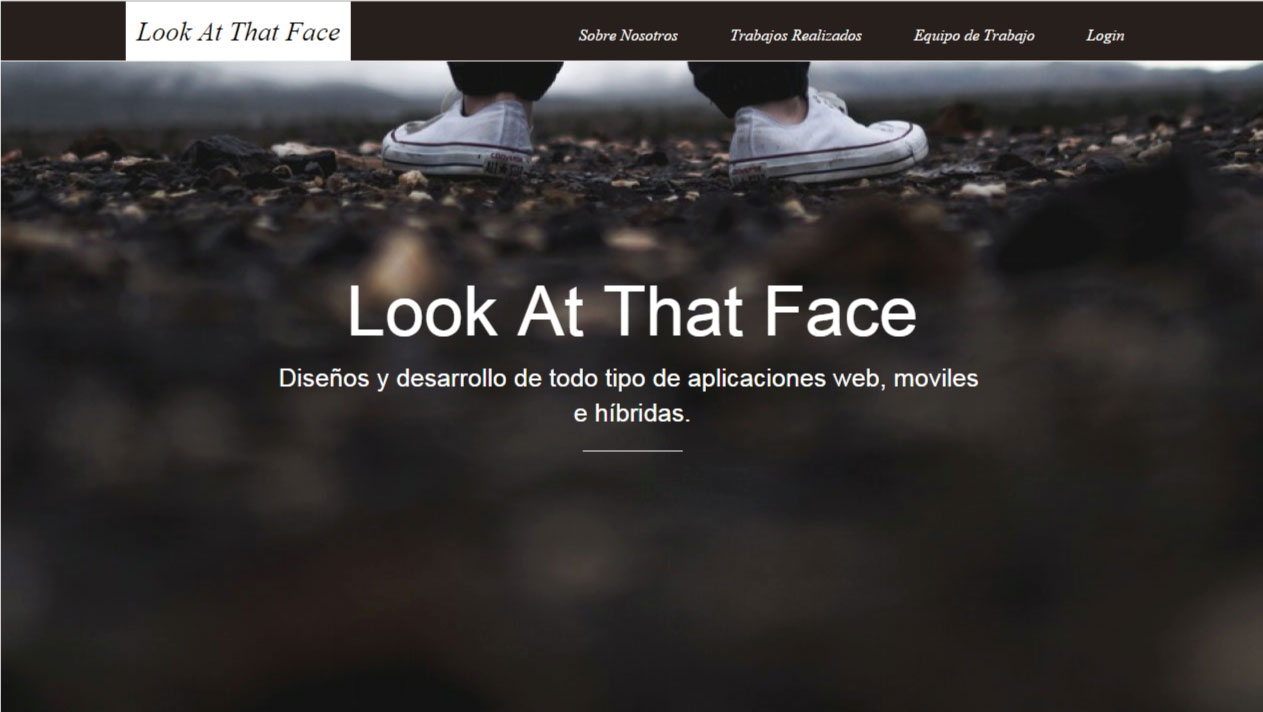 Look At That Face
Sobre Nosotros
Trabajos Realizados
Equipo de Trabajo
Login
Look At That Face
Diseños y desarrollo de todo tipo de aplicaciones web, moviles
e híbridas.